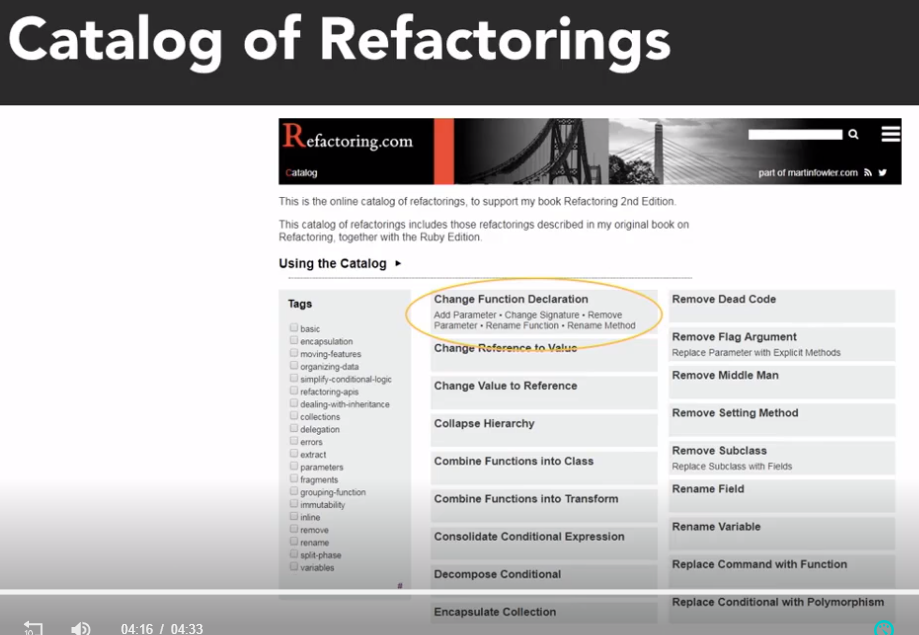 Catalog of Refactorings
Refactoring.com
Catalog
part of martinfowler.com
This is the online catalog of refactorings, to support my book Refactoring 2nd Edition.
This catalog of refactorings includes those refactorings described in my original book on
Refactoring, together with the Ruby Edition.
Using the Catalog ▸
Tags
basic
encapsulation
moving-features
organizing-data
simplify-conditional-logic
refactoring-apis
dealing-with-inheritance
collections
delegation
errors
extract
parameters
fragments
grouping-function
immutability
inline
remove
rename
split-phase
variables
#
Change Function Declaration
Add Parameter • Change Signature • Remove
Parameter • Rename Function • Rename Method
Change Reference to Value
Change Value to Reference
Collapse Hierarchy
Combine Functions into Class
Combine Functions into Transform
Consolidate Conditional Expression
Decompose Conditional
Encapsulate Collection
Remove Dead Code
Remove Flag Argument
Replace Parameter with Explicit Methods
Remove Middle Man
Remove Setting Method
Remove Subclass
Replace Subclass with Fields
Rename Field
Rename Variable
Replace Command with Function
Replace Conditional with Polymorphism
10
04:16 / 04:33